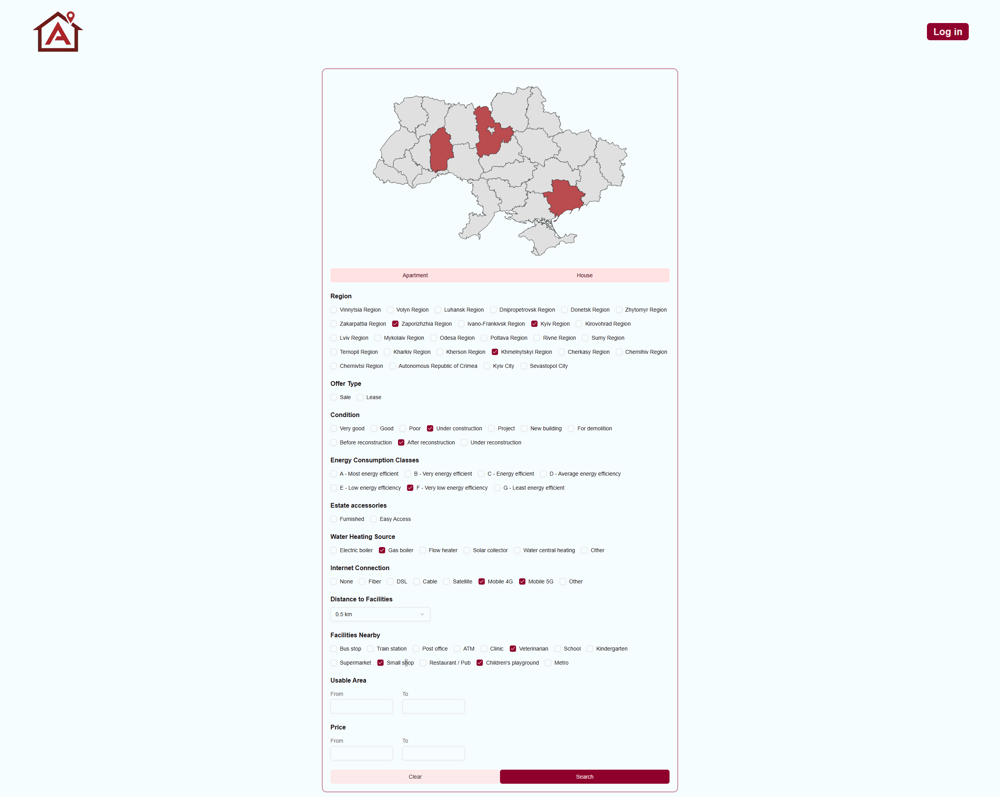 A
Log in
Apartment House
Region
Vinnytsia Region Volyn Region Luhansk Region Dnipropetrovsk Region Donetsk Region Zhytomyr Region
Zakarpattia Region Zaporizhzhia Region Ivano-Frankivsk Region Kyiv Region Kirovohrad Region
Lviv Region Mykolaiv Region Odesa Region Poltava Region Rivne Region Sumy Region
Ternopil Region Kharkiv Region Kherson Region Khmelnytskyi Region Cherkasy Region Chernihiv Region
Chernivtsi Region Autonomous Republic of Crimea Kyiv City Sevastopol City
Offer Type
Sale Lease
Condition
Very good Good Poor Under construction Project New building For demolition
Before reconstruction After reconstruction Under reconstruction
Energy Consumption Classes
A - Most energy efficient B - Very energy efficient C - Energy efficient D - Average energy efficiency
E - Low energy efficiency F - Very low energy efficiency G - Least energy efficient
Estate accessories
Furnished Easy Access
Water Heating Source
Electric boiler Gas boiler Flow heater Solar collector Water central heating Other
Internet Connection
None Fiber DSL Cable Satellite Mobile 4G Mobile 5G Other
Distance to Facilities
0.5 km
Facilities Nearby
Bus stop Train station Post office ATM Clinic Veterinarian School Kindergarten
Supermarket Small shop Restaurant / Pub Children's playground Metro
Usable Area
From To
Price
From To
Clear Search